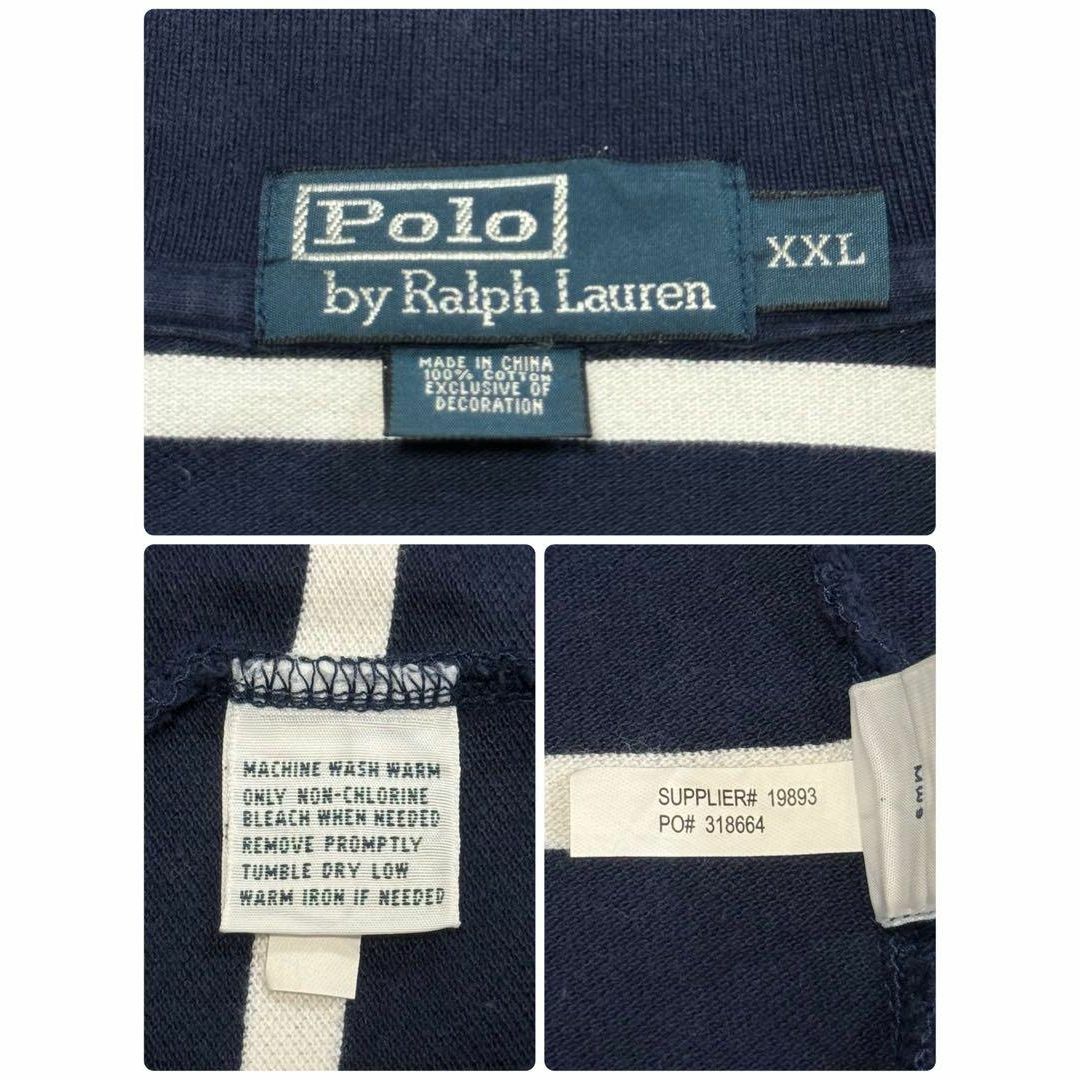 Polo
by Ralph Lauren
XXL
MADE IN CHINA
100% COTTON
EXCLUSIVE OF
DECORATION
MACHINE WASH WARM
ONLY NON-CHLORINE
BLEACH WHEN NEEDED
REMOVE PROMPTLY
TUMBLE DRY LOW
WARM IRON IF NEEDED
SUPPLIER# 19893
PO# 318664